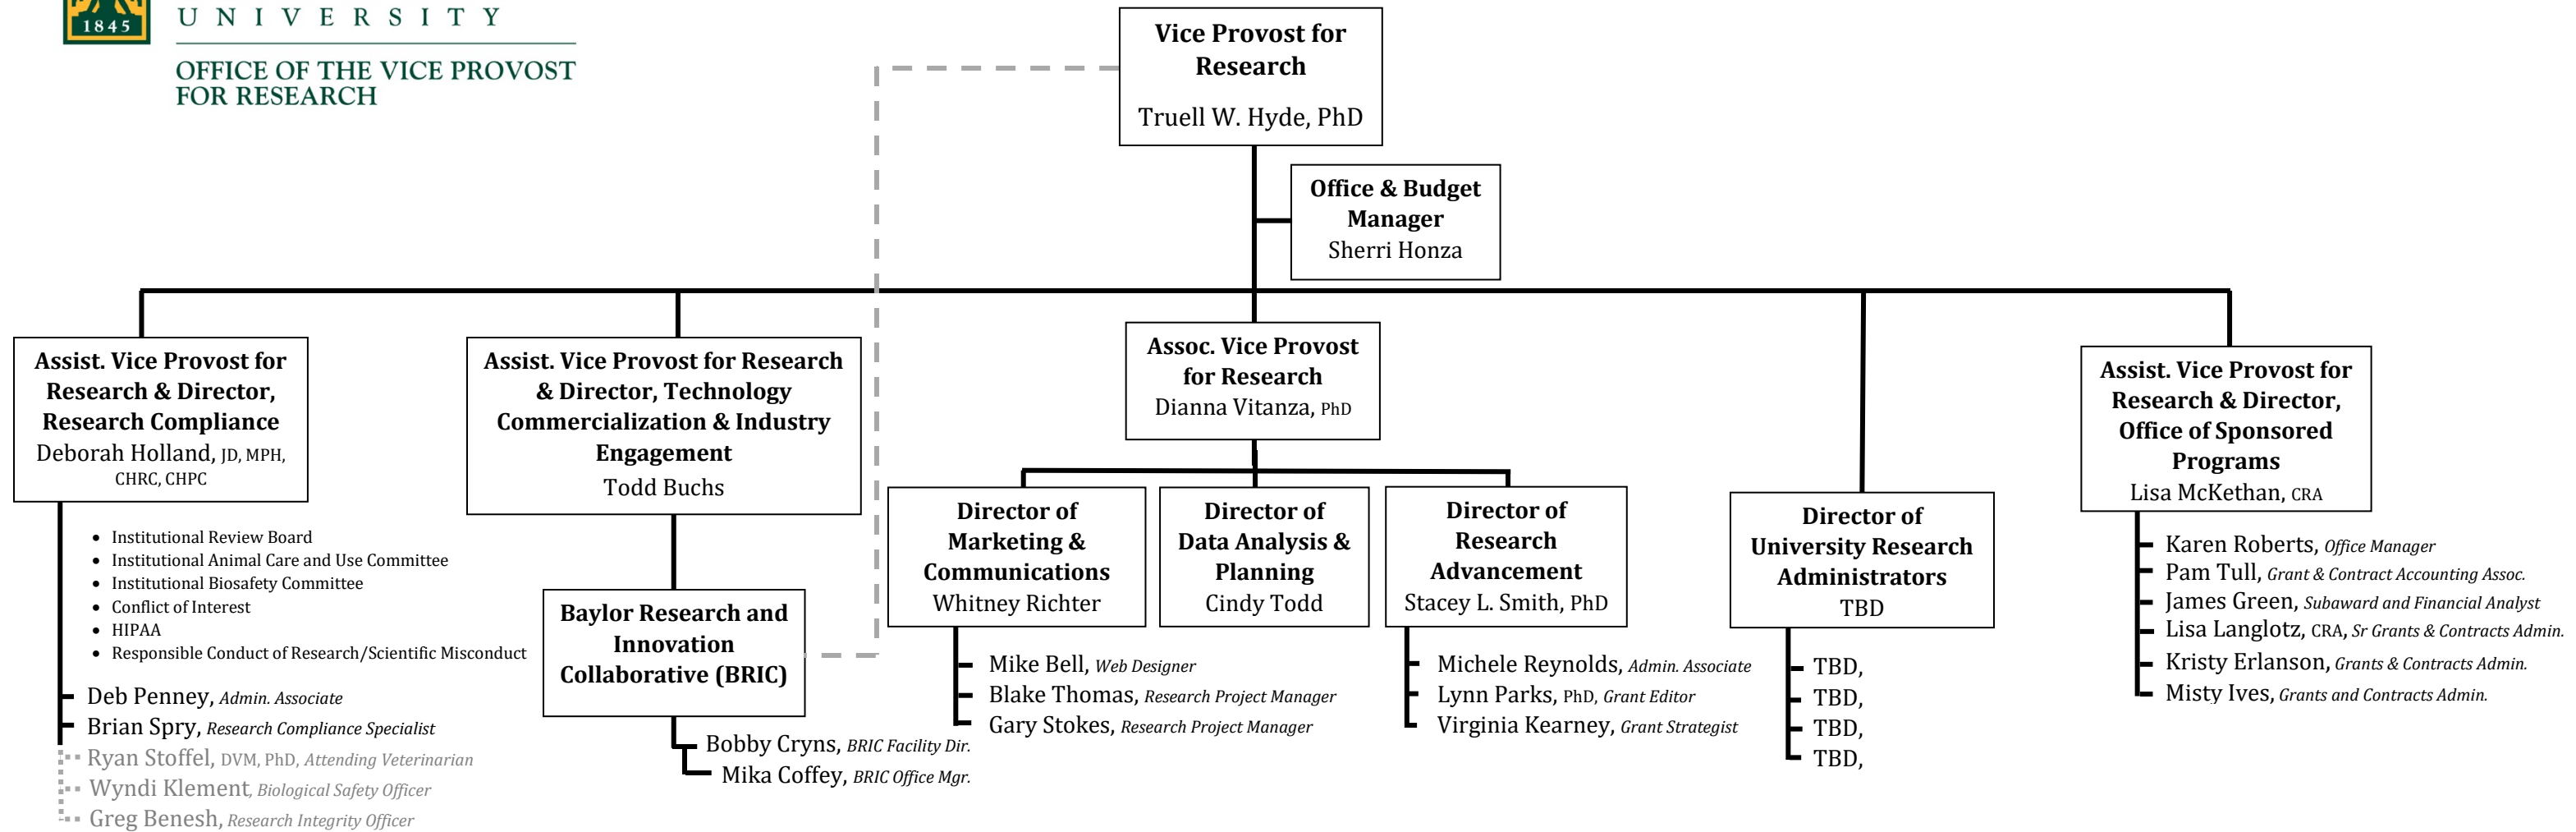 1845
UNIVERSITY
OFFICE OF THE VICE PROVOST
FOR RESEARCH
Vice Provost for
Research
Truell W. Hyde, PhD
Office & Budget
Manager
Sherri Honza
Assist. Vice Provost for
Research & Director,
Research Compliance
Deborah Holland, JD, MPH,
CHRC, CHPC
• Institutional Review Board
• Institutional Animal Care and Use Committee
• Institutional Biosafety Committee
• Conflict of Interest
• HIPAA
• Responsible Conduct of Research/Scientific Misconduct
Deb Penney, Admin. Associate
Brian Spry, Research Compliance Specialist
Ryan Stoffel, DVM, PhD, Attending Veterinarian
Wyndi Klement, Biological Safety Officer
Greg Benesh, Research Integrity Officer
Assist. Vice Provost for Research
& Director, Technology
Commercialization & Industry
Engagement
Todd Buchs
Baylor Research and
Innovation
Collaborative (BRIC)
Bobby Cryns, BRIC Facility Dir.
Mika Coffey, BRIC Office Mgr.
Assoc. Vice Provost
for Research
Dianna Vitanza, PhD
Director of
Marketing &
Communications
Whitney Richter
Mike Bell, Web Designer
Blake Thomas, Research Project Manager
Gary Stokes, Research Project Manager
Director of
Data Analysis &
Planning
Cindy Todd
Director of
Research
Advancement
Stacey L. Smith, PhD
Michele Reynolds, Admin. Associate
Lynn Parks, PhD, Grant Editor
Virginia Kearney, Grant Strategist
Director of
University Research
Administrators
TBD
TBD,
TBD,
TBD,
TBD,
Assist. Vice Provost for
Research & Director,
Office of Sponsored
Programs
Lisa McKethan, CRA
Karen Roberts, Office Manager
Pam Tull, Grant & Contract Accounting Assoc.
James Green, Subaward and Financial Analyst
Lisa Langlotz, CRA, Sr Grants & Contracts Admin.
Kristy Erlanson, Grants & Contracts Admin.
Misty Ives, Grants and Contracts Admin.